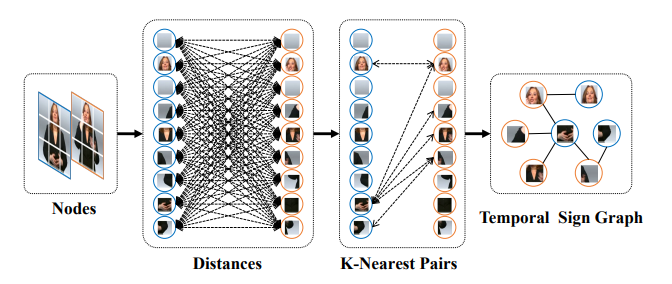 Nodes
Distances
K-Nearest Pairs
Temporal Sign Graph